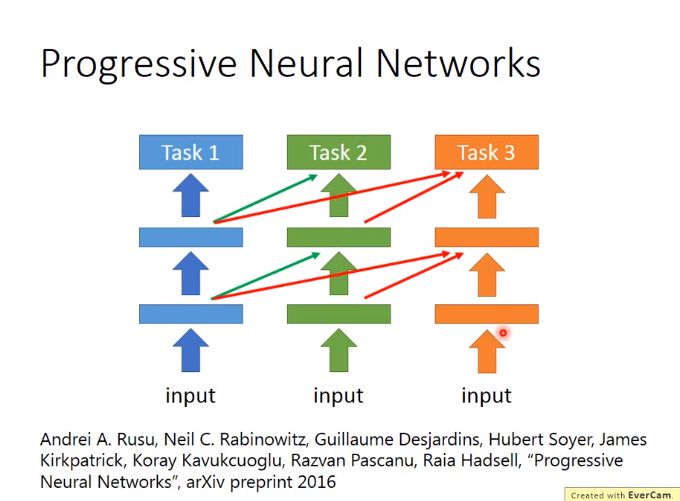 Progressive Neural Networks
Task 1 Task 2 Task 3
input input input
Andrei A. Rusu, Neil C. Rabinowitz, Guillaume Desjardins, Hubert Soyer, James
Kirkpatrick, Koray Kavukcuoglu, Razvan Pascanu, Raia Hadsell, “Progressive
Neural Networks”, arXiv preprint 2016
Created with EverCam.